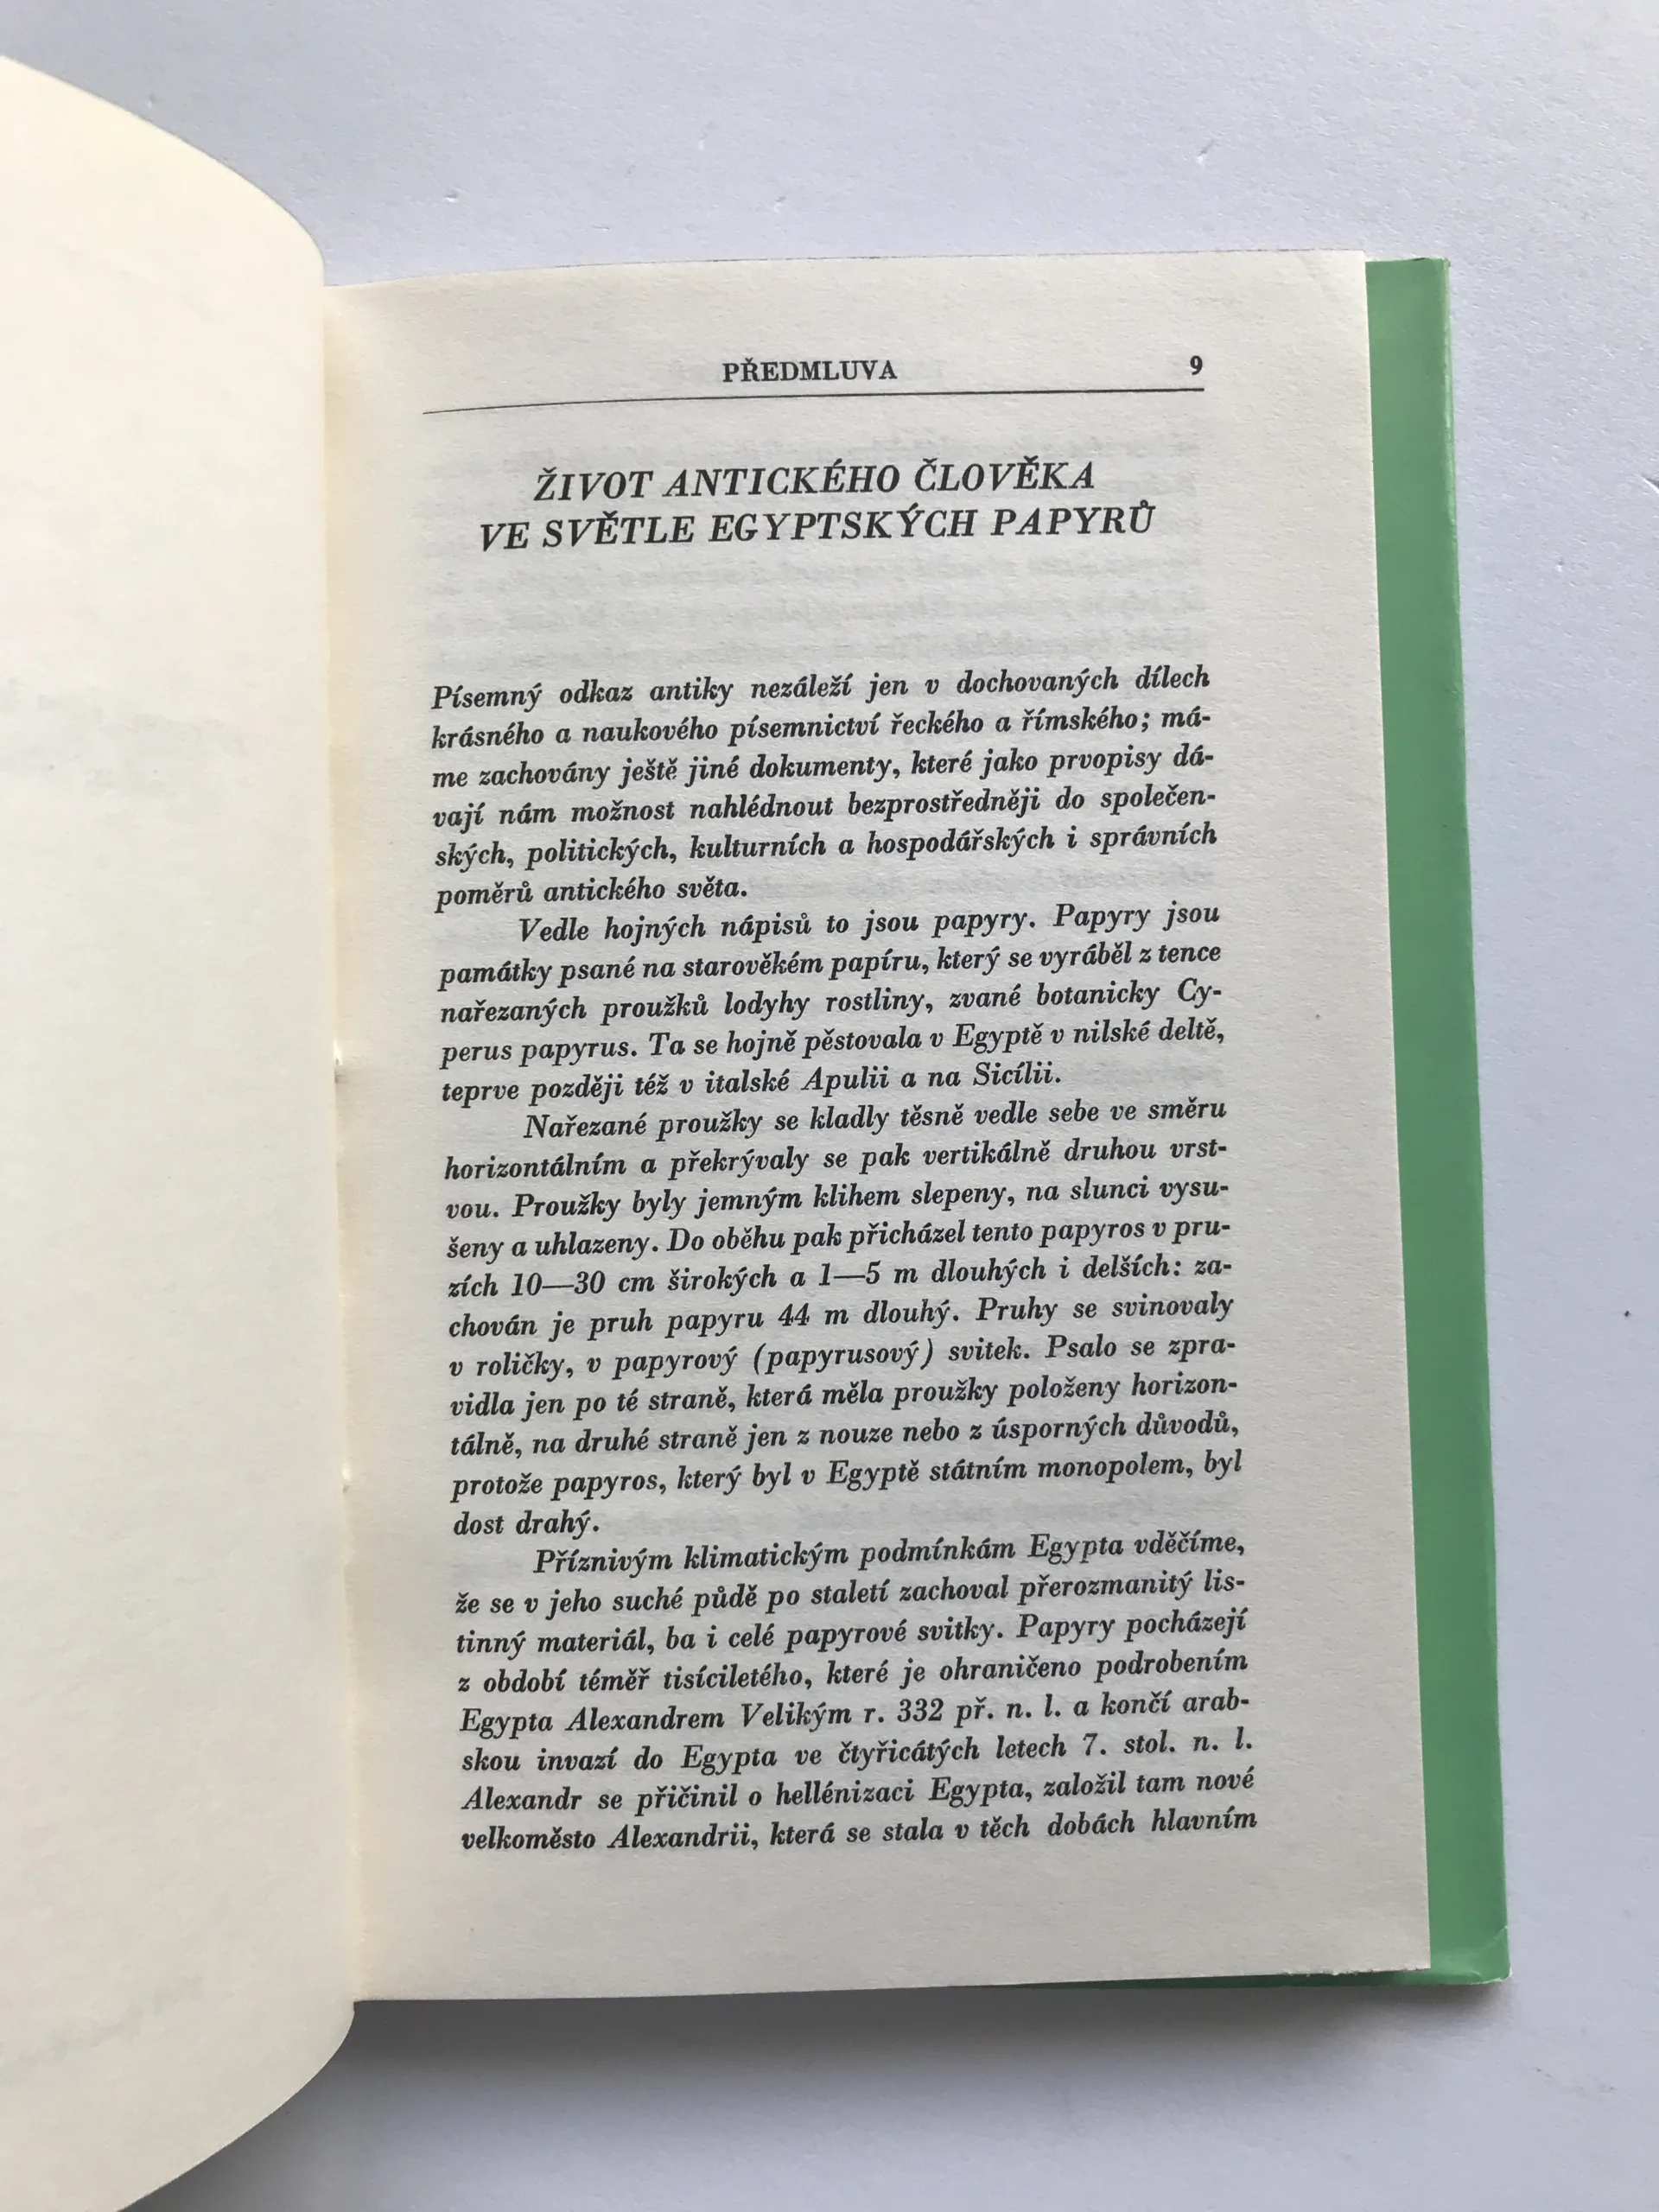 PŘEDMLUVA 9
ŽIVOT ANTICKÉHO ČLOVĚKA
VE SVĚTLE EGYPTSKÝCH PAPYRŮ
Písemný odkaz antiky nezáleží jen v dochovaných dílech
krásného a naukového písemnictví řeckého a římského; má-
me zachovány ještě jiné dokumenty, které jako prvopisy dá-
vají nám možnost nahlédnout bezprostředněji do společen-
ských, politických, kulturních a hospodářských i správních
poměrů antického světa.
Vedle hojných nápisů to jsou papyry. Papyry jsou
památky psané na starověkém papíru, který se vyráběl z tence
nařezaných proužků lodyhy rostliny, zvané botanicky Cy-
perus papyrus. Ta se hojně pěstovala v Egyptě v nilské deltě,
teprve později též v italské Apulii a na Sicílii.
Nařezané proužky se kladly těsně vedle sebe ve směru
horizontálním a překrývaly se pak vertikálně druhou vrst-
vou. Proužky byly jemným klihem slepeny, na slunci vysu-
šeny a uhlazeny. Do oběhu pak přicházel tento papyros v pru-
zích 10—30 cm širokých a 1—5 m dlouhých i delších: za-
chován je pruh papyru 44 m dlouhý. Pruhy se svinovaly
v roličky, v papyrový (papyrusový) svitek. Psalo se zpra-
vidla jen po té straně, která měla proužky položeny horizon-
tálně, na druhé straně jen z nouze nebo z úsporných důvodů,
protože papyros, který byl v Egyptě státním monopolem, byl
dost drahý.
Příznivým klimatickým podmínkám Egypta vděčíme,
že se v jeho suché půdě po staletí zachoval přerozmanitý lis-
tinný materiál, ba i celé papyrové svitky. Papyry pocházejí
z období téměř tisíciletého, které je ohraničeno podrobením
Egypta Alexandrem Velikým r. 332 př. n. l. a končí arab-
skou invazí do Egypta ve čtyřicátých letech 7. stol. n. l.
Alexandr se přičinil o hellénizaci Egypta, založil tam nové
velkoměsto Alexandrii, která se stala v těch dobách hlavním